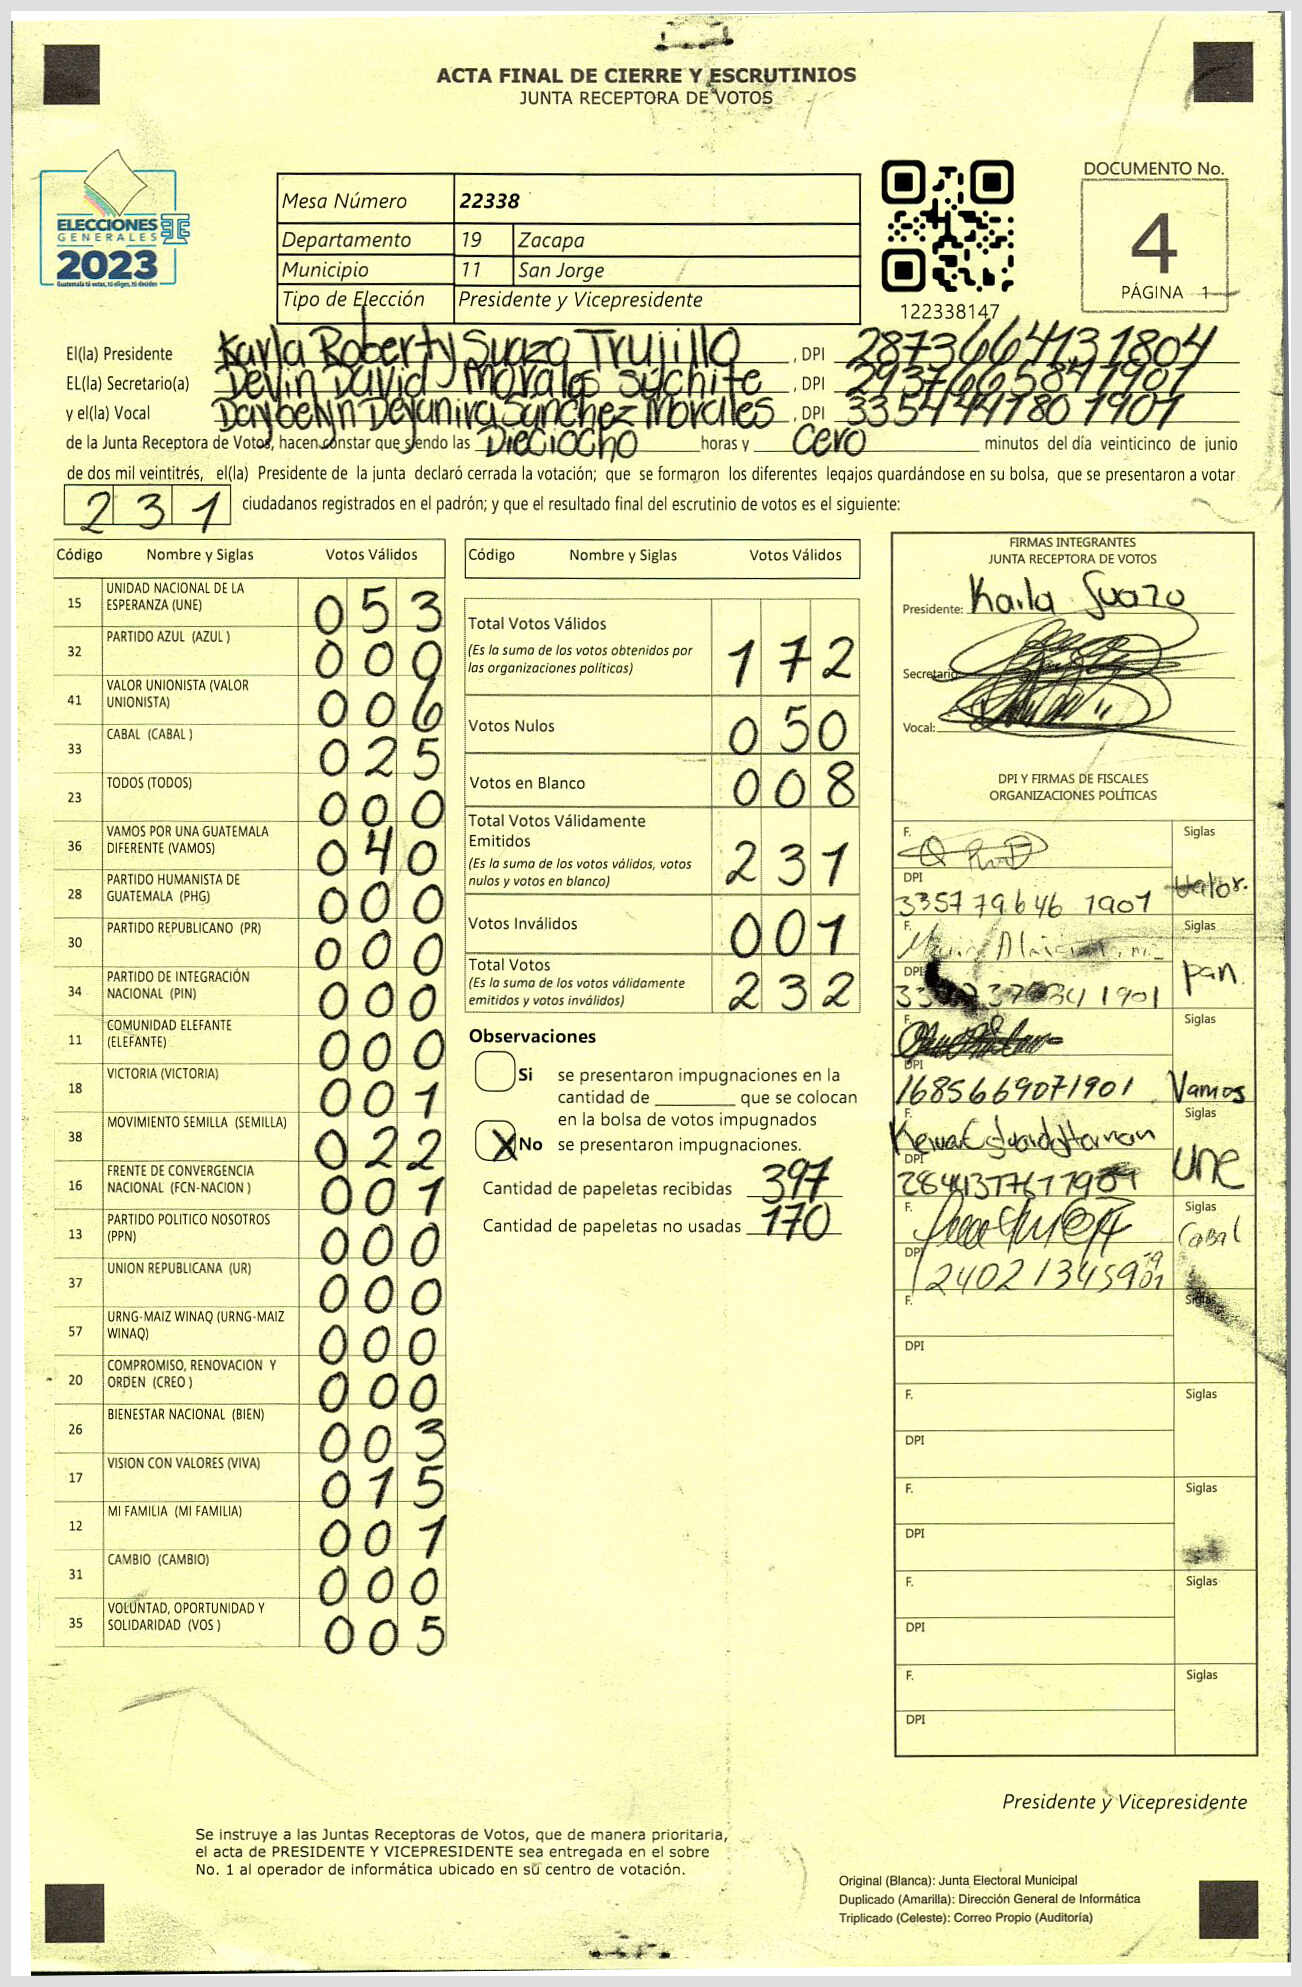 ACTA FINAL DE CIERRE Y ESCRUTINIOS
JUNTA RECEPTORA DE VOTOS
ELECCIONES
GENERALES
2023
Guatemala tú votas, tú eliges, tú decides
Mesa Número 22338
Departamento 19 Zacapa
Municipio 11 San Jorge
Tipo de Elección Presidente y Vicepresidente
122338147
DOCUMENTO No.
4
PÁGINA 1
El(la) Presidente Karla Roberty Suazo Trujillo , DPI 2873664131804
EL(la) Secretario(a) Devin David Morales Súchite , DPI 2937665841901
y el(la) Vocal Daybelyn Deyanira Sanchez Morales , DPI 3354441801901
de la Junta Receptora de Votos, hacen constar que siendo las Dieciocho horas y Cero minutos del día veinticinco de junio
de dos mil veintitrés, el(la) Presidente de la junta declaró cerrada la votación; que se formaron los diferentes legajos quardándose en su bolsa, que se presentaron a votar
231 ciudadanos registrados en el padrón; y que el resultado final del escrutinio de votos es el siguiente:
Código Nombre y Siglas Votos Válidos
15 UNIDAD NACIONAL DE LA ESPERANZA (UNE) 053
32 PARTIDO AZUL (AZUL ) 000
41 VALOR UNIONISTA (VALOR UNIONISTA) 006
33 CABAL (CABAL ) 025
23 TODOS (TODOS) 000
36 VAMOS POR UNA GUATEMALA DIFERENTE (VAMOS) 040
28 PARTIDO HUMANISTA DE GUATEMALA (PHG) 000
30 PARTIDO REPUBLICANO (PR) 000
34 PARTIDO DE INTEGRACIÓN NACIONAL (PIN) 000
11 COMUNIDAD ELEFANTE (ELEFANTE) 000
18 VICTORIA (VICTORIA) 001
38 MOVIMIENTO SEMILLA (SEMILLA) 022
16 FRENTE DE CONVERGENCIA NACIONAL (FCN-NACION ) 001
13 PARTIDO POLITICO NOSOTROS (PPN) 000
37 UNION REPUBLICANA (UR) 000
57 URNG-MAIZ WINAQ (URNG-MAIZ WINAQ) 000
20 COMPROMISO, RENOVACION Y ORDEN (CREO ) 000
26 BIENESTAR NACIONAL (BIEN) 003
17 VISION CON VALORES (VIVA) 015
12 MI FAMILIA (MI FAMILIA) 001
31 CAMBIO (CAMBIO) 000
35 VOLUNTAD, OPORTUNIDAD Y SOLIDARIDAD (VOS ) 005
Código Nombre y Siglas Votos Válidos
Total Votos Válidos 172
(Es la suma de los votos obtenidos por
las organizaciones políticas)
Votos Nulos 050
Votos en Blanco 008
Total Votos Válidamente
Emitidos 231
(Es la suma de los votos válidos, votos
nulos y votos en blanco)
Votos Inválidos 001
Total Votos 232
(Es la suma de los votos válidamente
emitidos y votos inválidos)
Observaciones
Si se presentaron impugnaciones en la
cantidad de ________ que se colocan
en la bolsa de votos impugnados
X No se presentaron impugnaciones.
Cantidad de papeletas recibidas 397
Cantidad de papeletas no usadas 170
FIRMAS INTEGRANTES
JUNTA RECEPTORA DE VOTOS
Presidente: Karla Suazo
Secretario:
Vocal:
DPI Y FIRMAS DE FISCALES
ORGANIZACIONES POLÍTICAS
F. Siglas
DPI Valor.
335779646 1901
F. Siglas
DPI pan
F. Siglas
DPI
1685669071901 Vamos
F. Siglas
DPI UNE
F. Siglas
DPI Cabal
F. Siglas
DPI
F. Siglas
DPI
F. Siglas
DPI
F. Siglas
DPI
F. Siglas
DPI
Presidente y Vicepresidente
Se instruye a las Juntas Receptoras de Votos, que de manera prioritaria,
el acta de PRESIDENTE Y VICEPRESIDENTE sea entregada en el sobre
No. 1 al operador de informática ubicado en su centro de votación.
Original (Blanca): Junta Electoral Municipal
Duplicado (Amarilla): Dirección General de Informática
Triplicado (Celeste): Correo Propio (Auditoría)